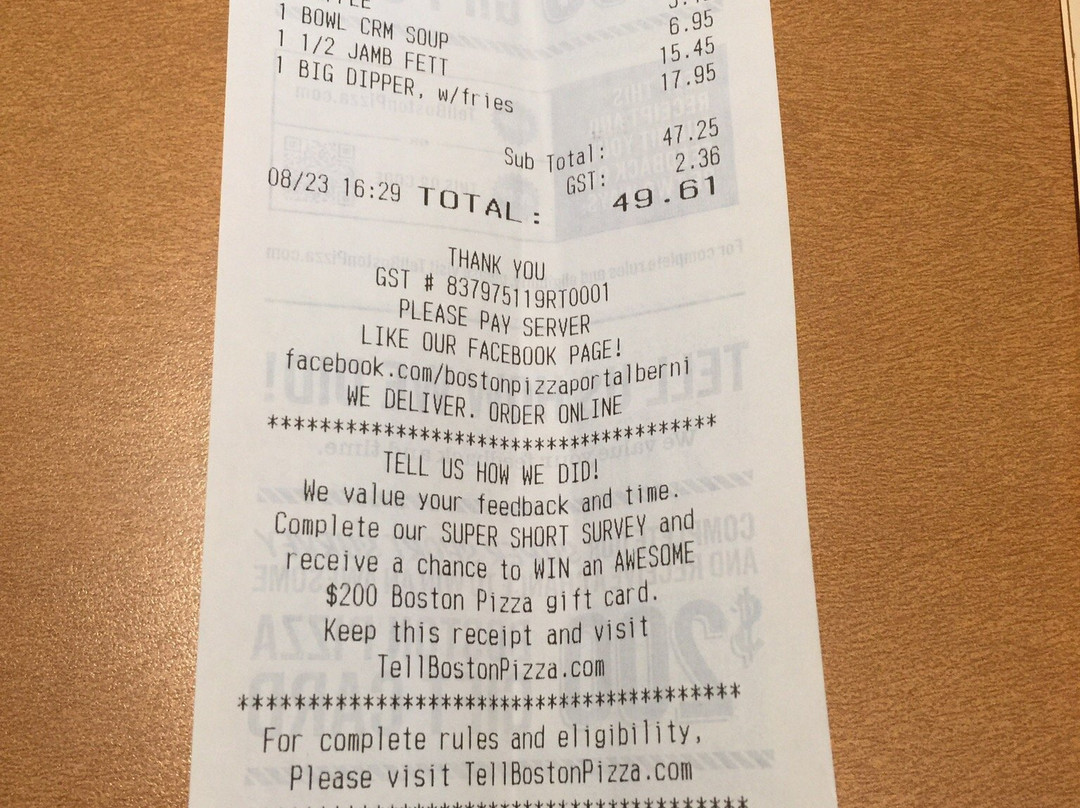 1 BOWL CRM SOUP 6.95
1 1/2 JAMB FETT 15.45
1 BIG DIPPER, w/fries 17.95
Sub Total: 47.25
GST: 2.36
08/23 16:29 TOTAL: 49.61
THANK YOU
GST # 837975119RT0001
PLEASE PAY SERVER
LIKE OUR FACEBOOK PAGE!
facebook.com/bostonpizzaportalberni
WE DELIVER. ORDER ONLINE
**************************************
TELL US HOW WE DID!
We value your feedback and time.
Complete our SUPER SHORT SURVEY and
receive a chance to WIN an AWESOME
$200 Boston Pizza gift card.
Keep this receipt and visit
TellBostonPizza.com
******************************************
For complete rules and eligibility,
Please visit TellBostonPizza.com
******************************************